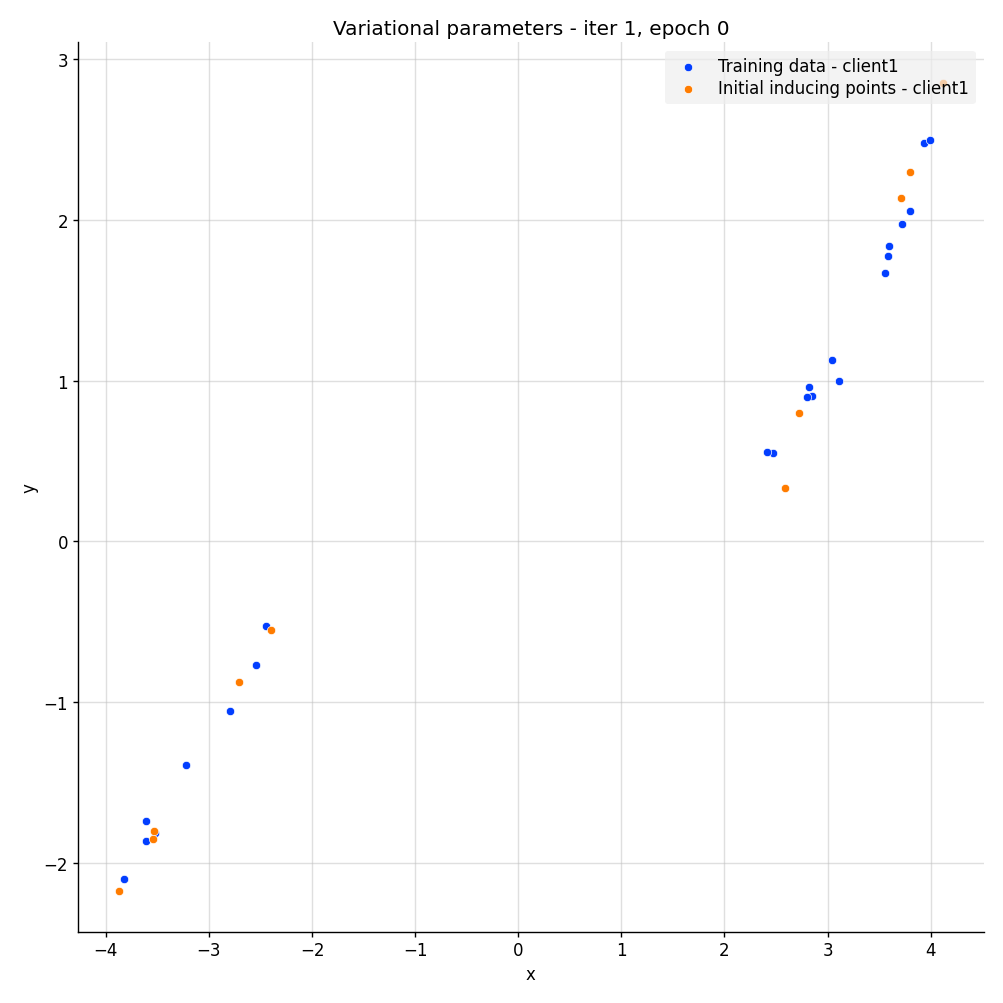 Variational parameters - iter 1, epoch 0
Training data - client1
Initial inducing points - client1
3
2
1
0
−1
−2
y
−4 −3 −2 −1 0 1 2 3 4
x